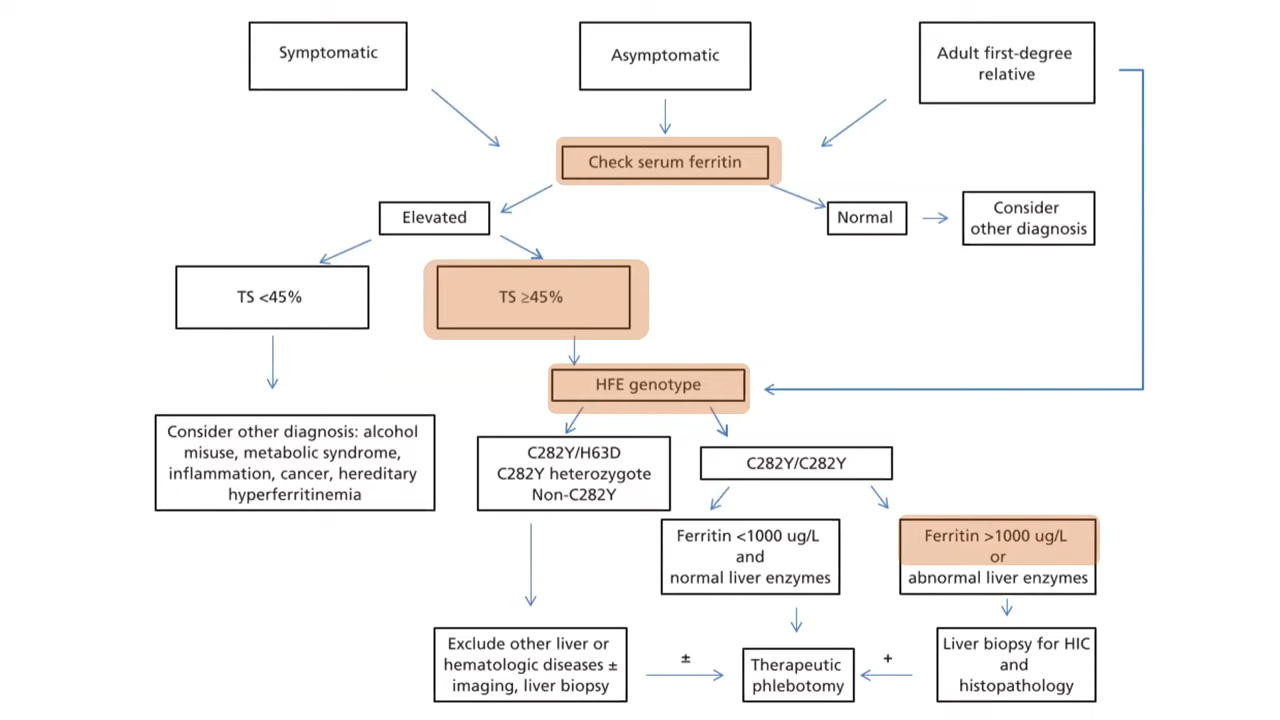 Symptomatic
Asymptomatic
Adult first-degree
relative
Check serum ferritin
Elevated
Normal
Consider
other diagnosis
TS <45%
TS ≥45%
HFE genotype
Consider other diagnosis: alcohol
misuse, metabolic syndrome,
inflammation, cancer, hereditary
hyperferritinemia
C282Y/H63D
C282Y heterozygote
Non-C282Y
C282Y/C282Y
Ferritin <1000 ug/L
and
normal liver enzymes
Ferritin >1000 ug/L
or
abnormal liver enzymes
Exclude other liver or
hematologic diseases ±
imaging, liver biopsy
±
Therapeutic
phlebotomy
+
Liver biopsy for HIC
and
histopathology